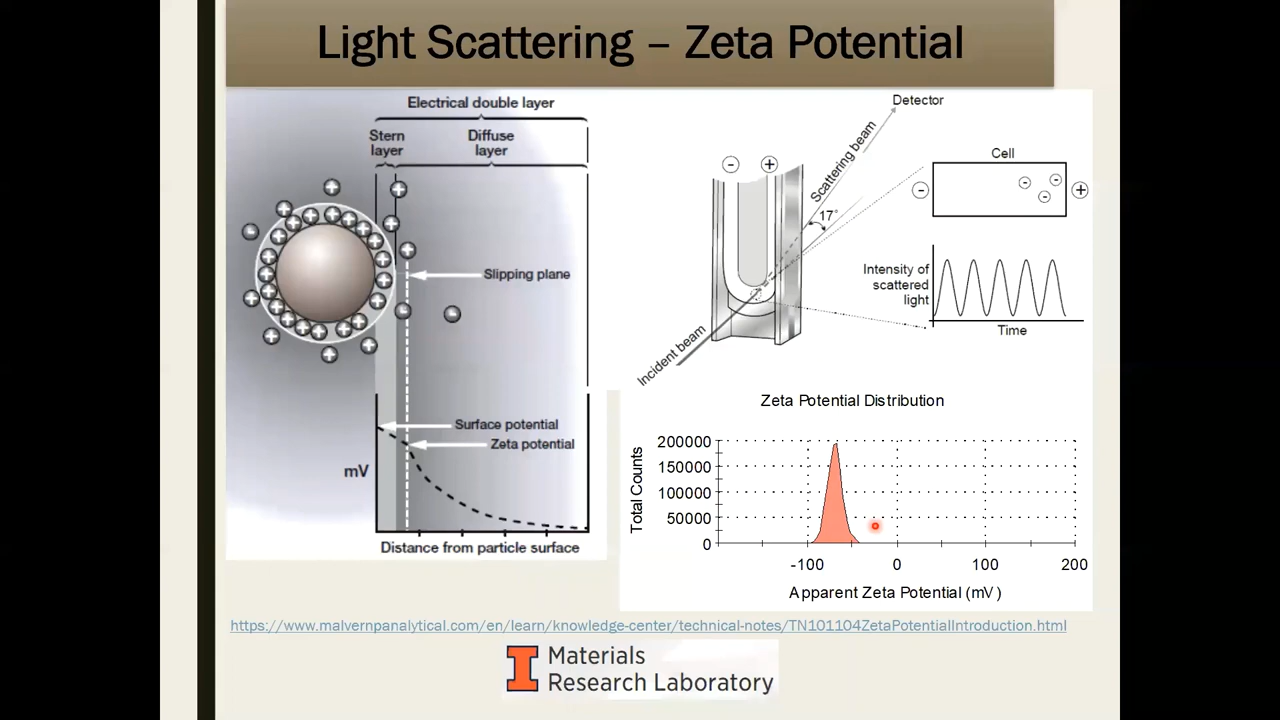 Light Scattering – Zeta Potential
Electrical double layer
Stern
layer
Diffuse
layer
Slipping plane
Surface potential
Zeta potential
mV
Distance from particle surface
Detector
Scattering beam
17°
Incident beam
Cell
Intensity of
scattered
light
Time
Zeta Potential Distribution
Total Counts
200000
150000
100000
50000
0
-100 0 100 200
Apparent Zeta Potential (mV)
https://www.malvernpanalytical.com/en/learn/knowledge-center/technical-notes/TN101104ZetaPotentialIntroduction.html
Materials
Research Laboratory